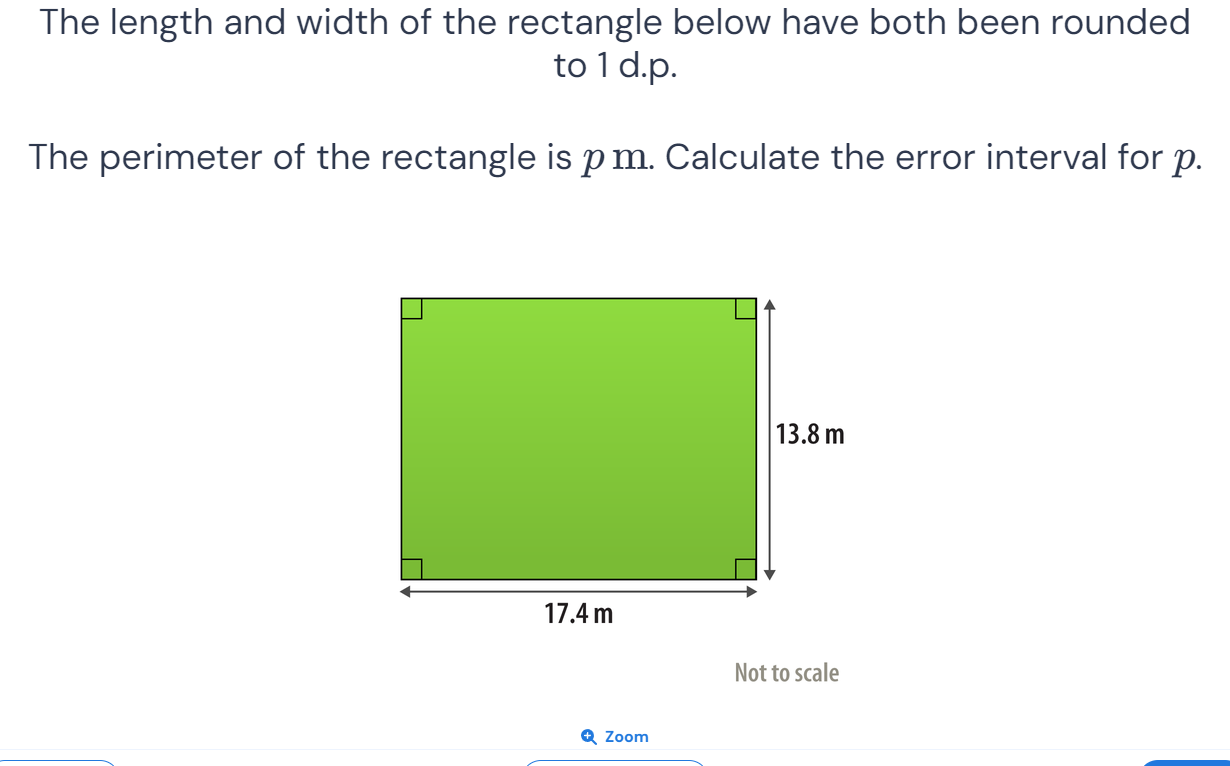 The length and width of the rectangle below have both been rounded
to 1 d.p.
The perimeter of the rectangle is p m. Calculate the error interval for p.
13.8 m
17.4 m
Not to scale
Zoom